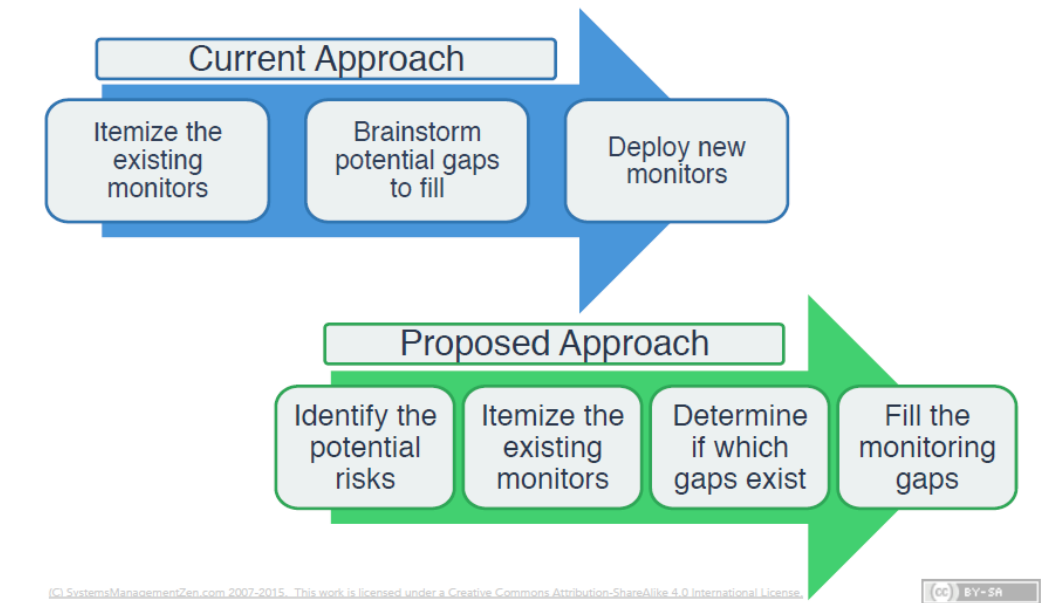 Current Approach
Itemize the
existing
monitors
Brainstorm
potential gaps
to fill
Deploy new
monitors
Proposed Approach
Identify the
potential
risks
Itemize the
existing
monitors
Determine
if which
gaps exist
Fill the
monitoring
gaps
(C) SystemsManagementZen.com 2007-2015. This work is licensed under a Creative Commons Attribution-ShareAlike 4.0 International License.
(cc) BY-SA